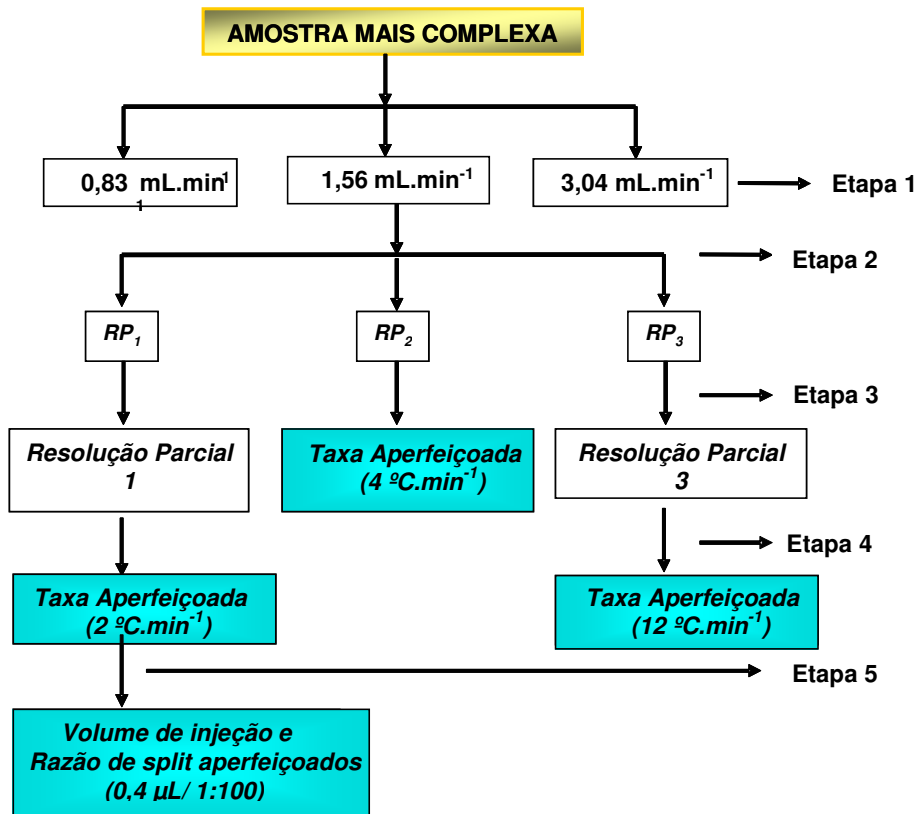 AMOSTRA MAIS COMPLEXA
0,83 mL.min¹
1
1,56 mL.min⁻¹
3,04 mL.min⁻¹
Etapa 1
Etapa 2
RP₁
RP₂
RP₃
Etapa 3
Resolução Parcial
1
Taxa Aperfeiçoada
(4 ºC.min⁻¹)
Resolução Parcial
3
Etapa 4
Taxa Aperfeiçoada
(2 ºC.min⁻¹)
Taxa Aperfeiçoada
(12 ºC.min⁻¹)
Etapa 5
Volume de injeção e
Razão de split aperfeiçoados
(0,4 µL/ 1:100)